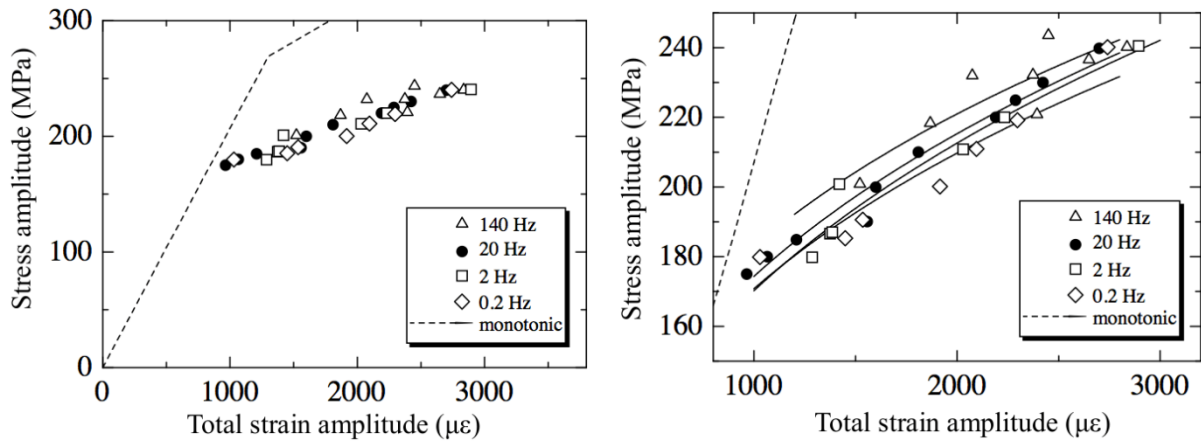 300
200
100
0
0
1000
2000
3000
Stress amplitude (MPa)
Total strain amplitude (με)
140 Hz
20 Hz
2 Hz
0.2 Hz
monotonic
240
220
200
180
160
1000
2000
3000
Stress amplitude (MPa)
Total strain amplitude (με)
140 Hz
20 Hz
2 Hz
0.2 Hz
monotonic